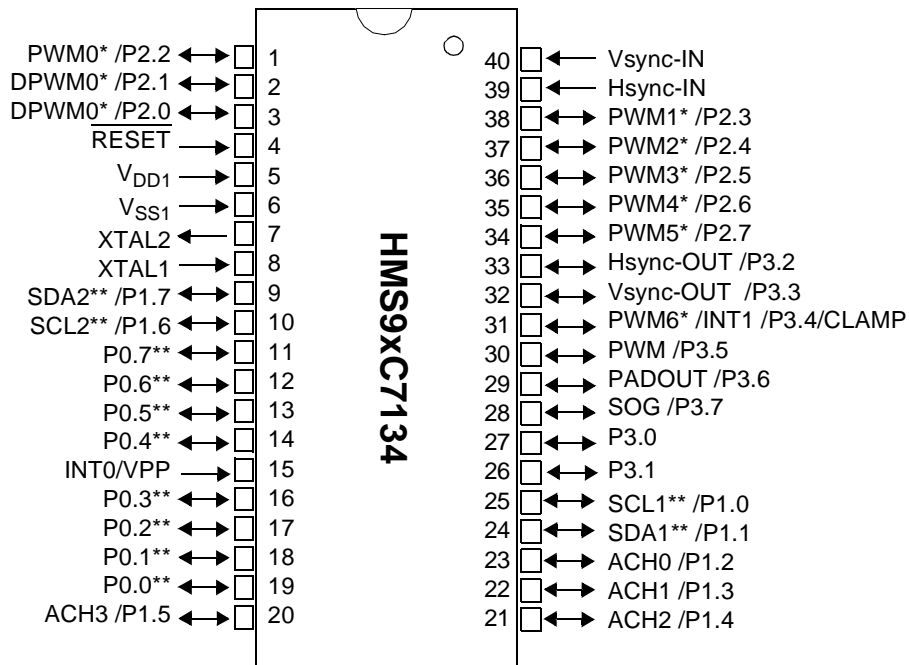 PWM0* /P2.2 1
DPWM0* /P2.1 2
DPWM0* /P2.0 3
RESET 4
VDD1 5
VSS1 6
XTAL2 7
XTAL1 8
SDA2** /P1.7 9
SCL2** /P1.6 10
P0.7** 11
P0.6** 12
P0.5** 13
P0.4** 14
INT0/VPP 15
P0.3** 16
P0.2** 17
P0.1** 18
P0.0** 19
ACH3 /P1.5 20
HMS9xC7134
40 Vsync-IN
39 Hsync-IN
38 PWM1* /P2.3
37 PWM2* /P2.4
36 PWM3* /P2.5
35 PWM4* /P2.6
34 PWM5* /P2.7
33 Hsync-OUT /P3.2
32 Vsync-OUT /P3.3
31 PWM6* /INT1 /P3.4/CLAMP
30 PWM /P3.5
29 PADOUT /P3.6
28 SOG /P3.7
27 P3.0
26 P3.1
25 SCL1** /P1.0
24 SDA1** /P1.1
23 ACH0 /P1.2
22 ACH1 /P1.3
21 ACH2 /P1.4